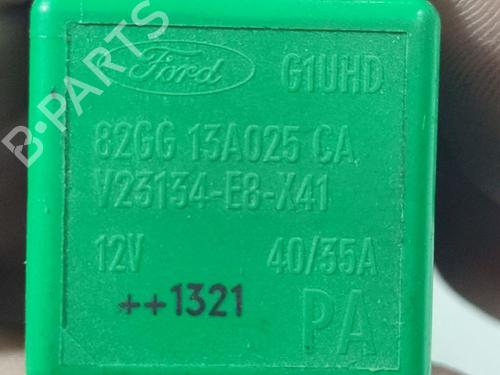 Ford G1UHD
82GG 13A025 CA
V23134-E8-X41
12V 40/35A
++1321
PA
B-PARTS